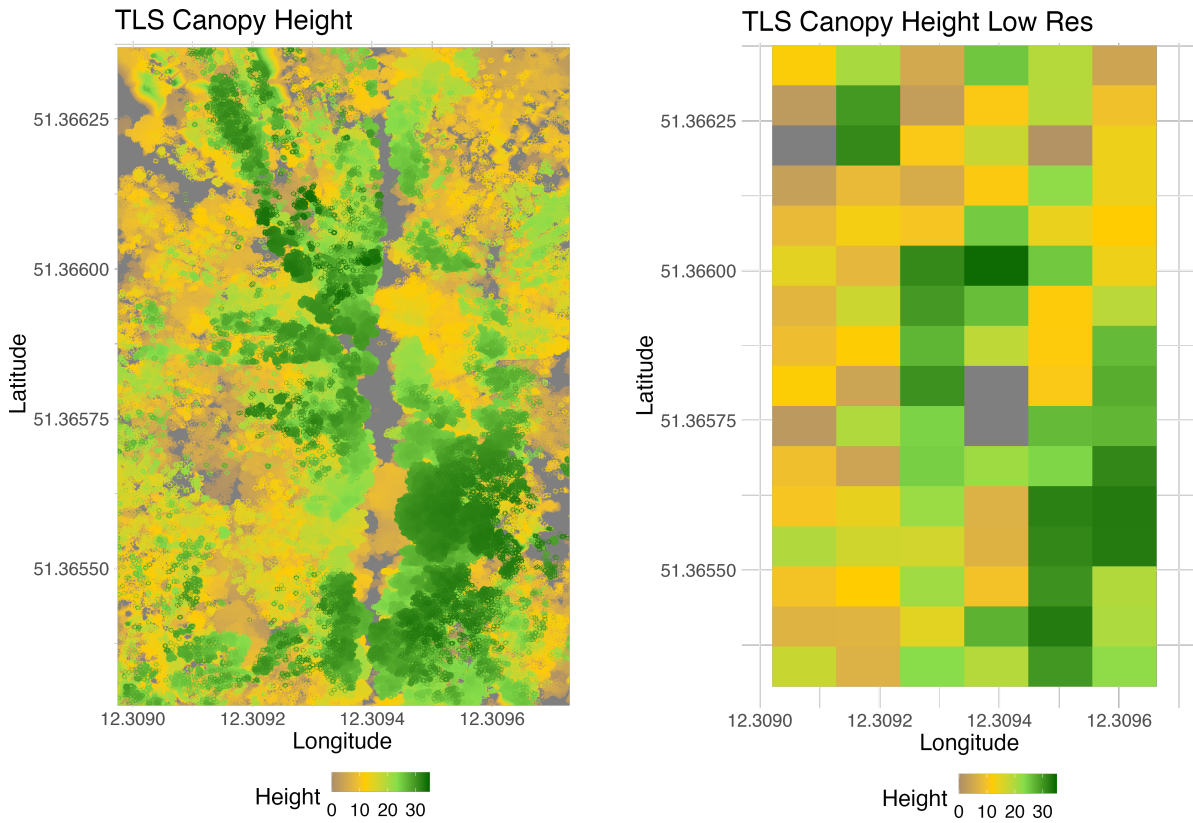 TLS Canopy Height
51.36625
51.36600
51.36575
51.36550
Latitude
12.3090 12.3092 12.3094 12.3096
Longitude
Height
0 10 20 30
TLS Canopy Height Low Res
51.36625
51.36600
51.36575
51.36550
Latitude
12.3090 12.3092 12.3094 12.3096
Longitude
Height
0 10 20 30